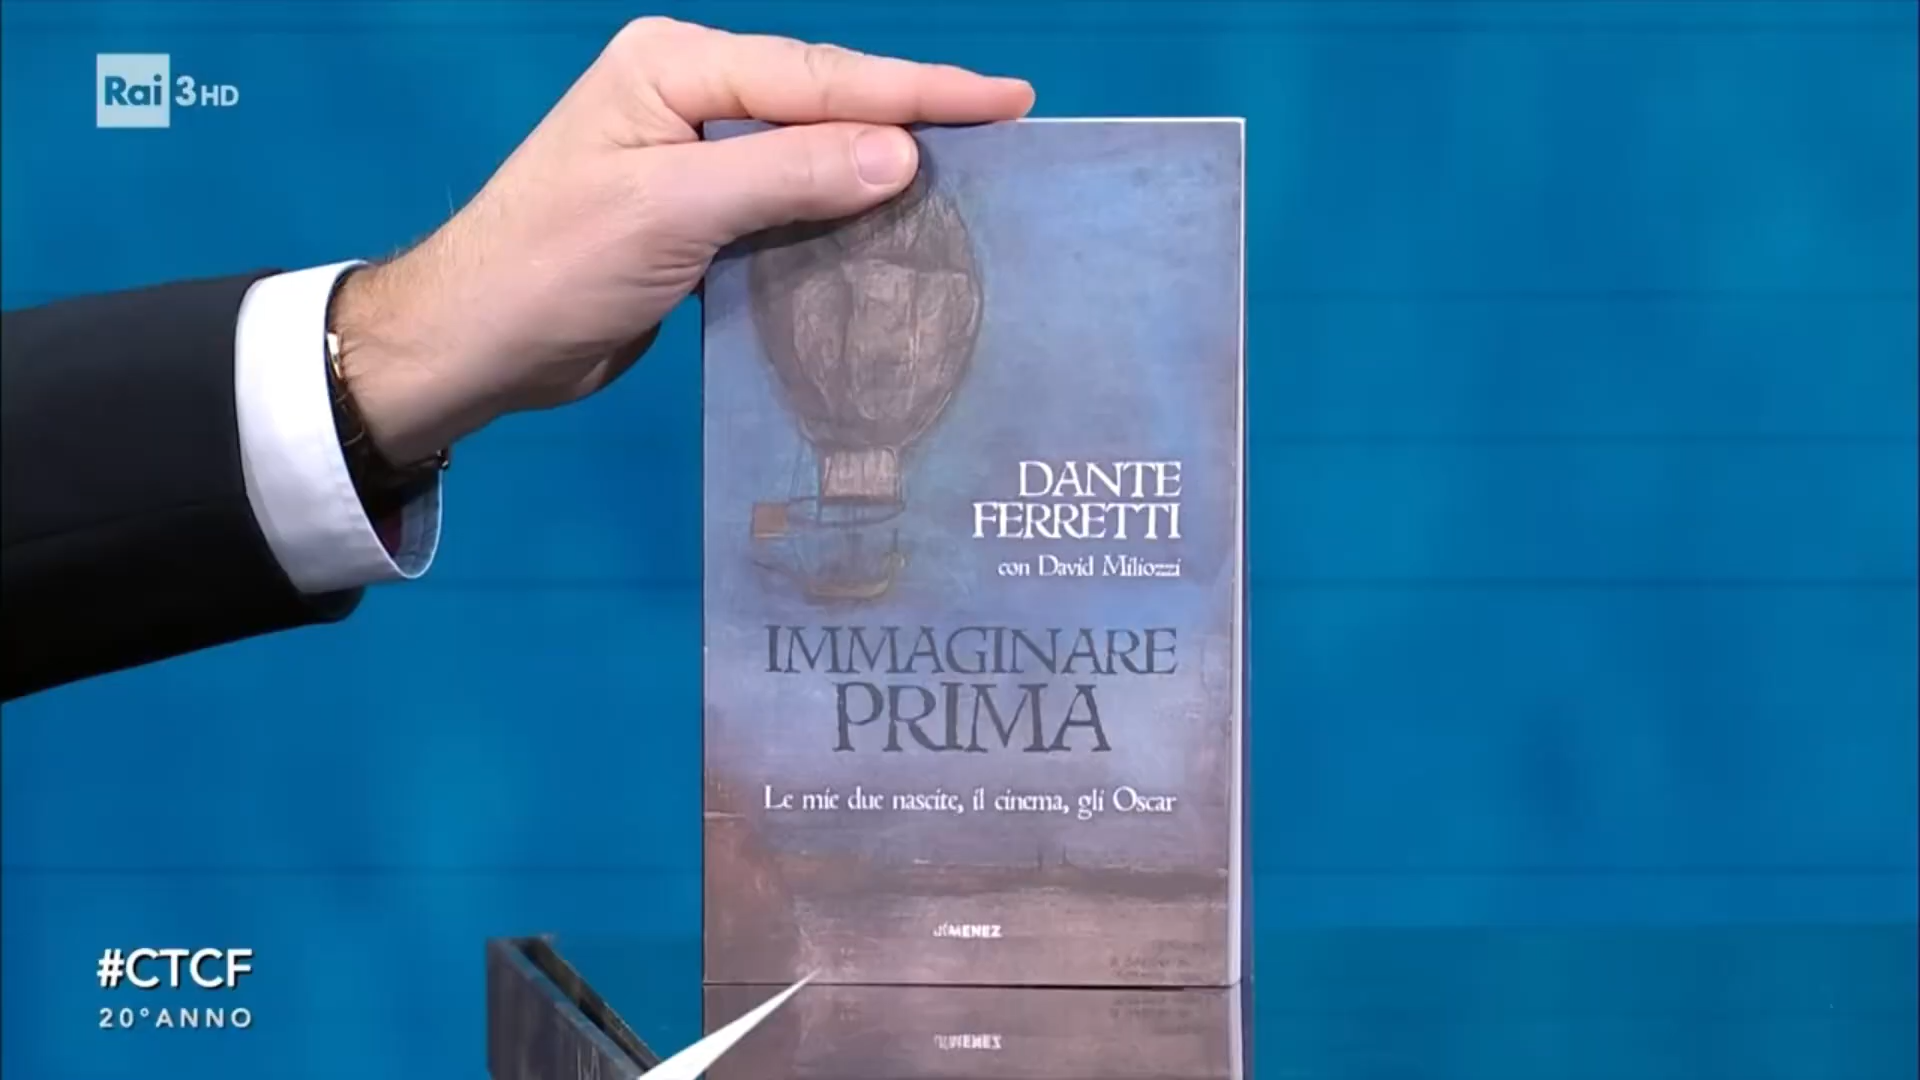 Rai 3 HD
DANTE
FERRETTI
con David Miliozzi
IMMAGINARE
PRIMA
Le mie due nascite, il cinema, gli Oscar
JIMENEZ
#CTCF
20°ANNO